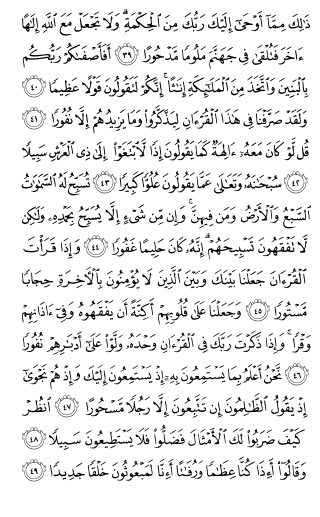 ذَٰلِكَ مِمَّآ أَوْحَىٰٓ إِلَيْكَ رَبُّكَ مِنَ ٱلْحِكْمَةِ ۗ وَلَا تَجْعَلْ مَعَ ٱللَّهِ إِلَٰهًا
ءَاخَرَ فَتُلْقَىٰ فِى جَهَنَّمَ مَلُومًا مَّدْحُورًا ٣٩ أَفَأَصْفَىٰكُمْ رَبُّكُم
بِٱلْبَنِينَ وَٱتَّخَذَ مِنَ ٱلْمَلَٰٓئِكَةِ إِنَٰثًا ۚ إِنَّكُمْ لَتَقُولُونَ قَوْلًا عَظِيمًا ٤٠
وَلَقَدْ صَرَّفْنَا فِى هَٰذَا ٱلْقُرْءَانِ لِيَذَّكَّرُوا۟ وَمَا يَزِيدُهُمْ إِلَّا نُفُورًا ٤١
قُل لَّوْ كَانَ مَعَهُۥٓ ءَالِهَةٌ كَمَا يَقُولُونَ إِذًا لَّٱبْتَغَوْا۟ إِلَىٰ ذِى ٱلْعَرْشِ سَبِيلًا
٤٢ سُبْحَٰنَهُۥ وَتَعَٰلَىٰ عَمَّا يَقُولُونَ عُلُوًّا كَبِيرًا ٤٣ تُسَبِّحُ لَهُ ٱلسَّمَٰوَٰتُ
ٱلسَّبْعُ وَٱلْأَرْضُ وَمَن فِيهِنَّ ۚ وَإِن مِّن شَىْءٍ إِلَّا يُسَبِّحُ بِحَمْدِهِۦ وَلَٰكِن
لَّا تَفْقَهُونَ تَسْبِيحَهُمْ ۗ إِنَّهُۥ كَانَ حَلِيمًا غَفُورًا ٤٤ وَإِذَا قَرَأْتَ
ٱلْقُرْءَانَ جَعَلْنَا بَيْنَكَ وَبَيْنَ ٱلَّذِينَ لَا يُؤْمِنُونَ بِٱلْءَاخِرَةِ حِجَابًا
مَّسْتُورًا ٤٥ وَجَعَلْنَا عَلَىٰ قُلُوبِهِمْ أَكِنَّةً أَن يَفْقَهُوهُ وَفِىٓ ءَاذَانِهِمْ
وَقْرًا ۚ وَإِذَا ذَكَرْتَ رَبَّكَ فِى ٱلْقُرْءَانِ وَحْدَهُۥ وَلَّوْا۟ عَلَىٰٓ أَدْبَٰرِهِمْ نُفُورًا
٤٦ نَّحْنُ أَعْلَمُ بِمَا يَسْتَمِعُونَ بِهِۦٓ إِذْ يَسْتَمِعُونَ إِلَيْكَ وَإِذْ هُمْ نَجْوَىٰٓ
إِذْ يَقُولُ ٱلظَّٰلِمُونَ إِن تَتَّبِعُونَ إِلَّا رَجُلًا مَّسْحُورًا ٤٧ ٱنظُرْ
كَيْفَ ضَرَبُوا۟ لَكَ ٱلْأَمْثَالَ فَضَلُّوا۟ فَلَا يَسْتَطِيعُونَ سَبِيلًا ٤٨
وَقَالُوٓا۟ أَءِذَا كُنَّا عِظَٰمًا وَرُفَٰتًا أَءِنَّا لَمَبْعُوثُونَ خَلْقًا جَدِيدًا ٤٩